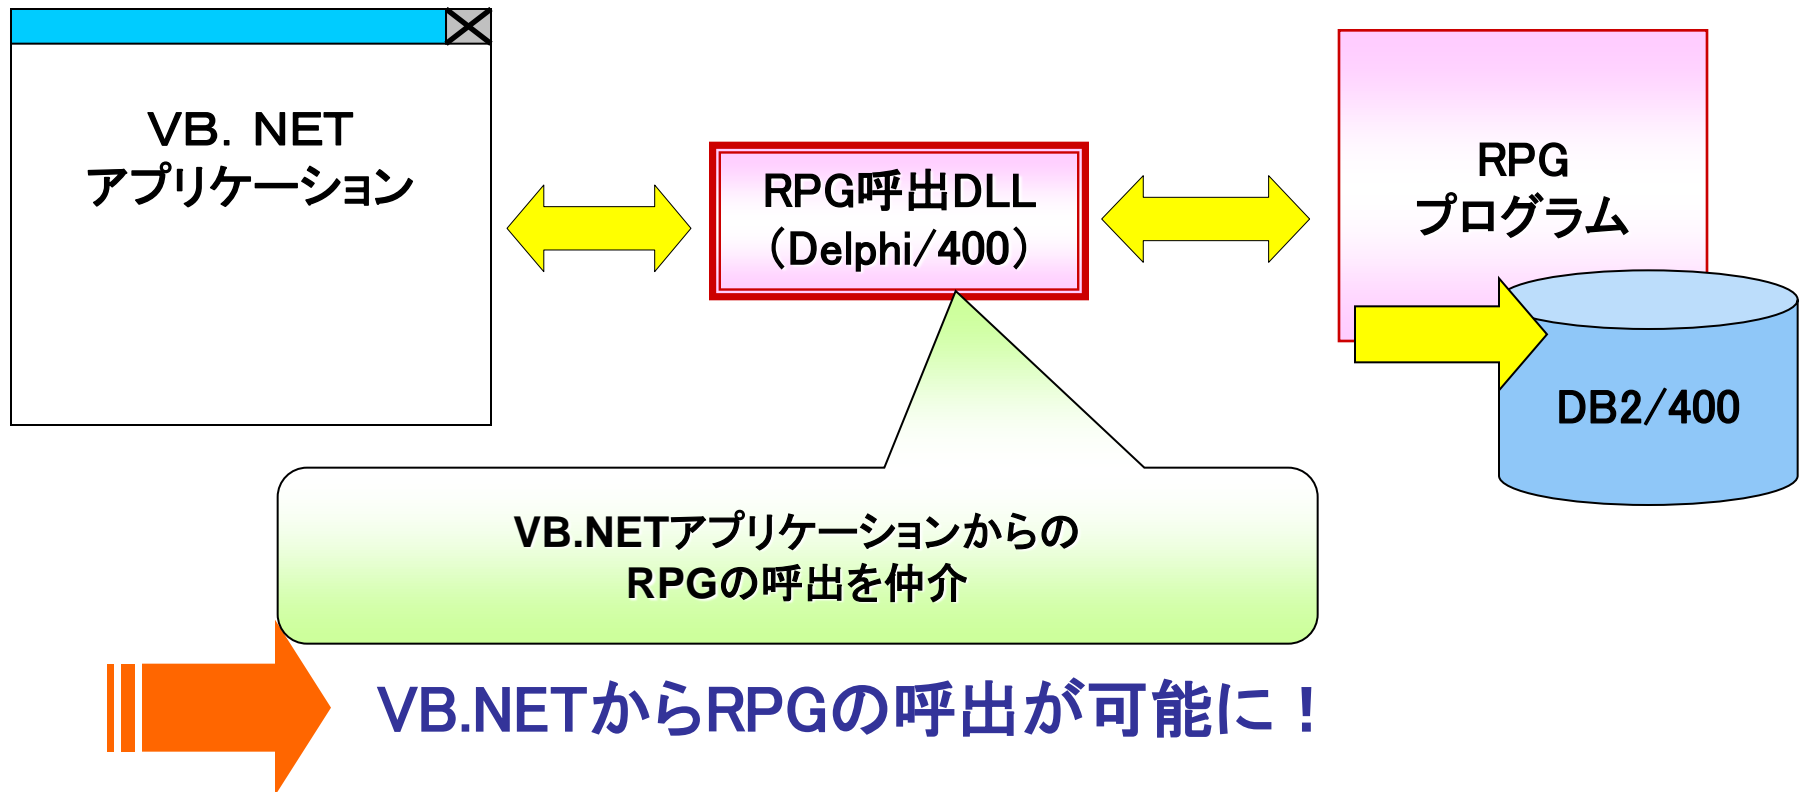 ＶＢ．ＮＥＴ
アプリケーション
RPG呼出DLL
（Delphi/400）
RPG
プログラム
DB2/400
VB.NETアプリケーションからの
RPGの呼出を仲介
VB.NETからRPGの呼出が可能に！